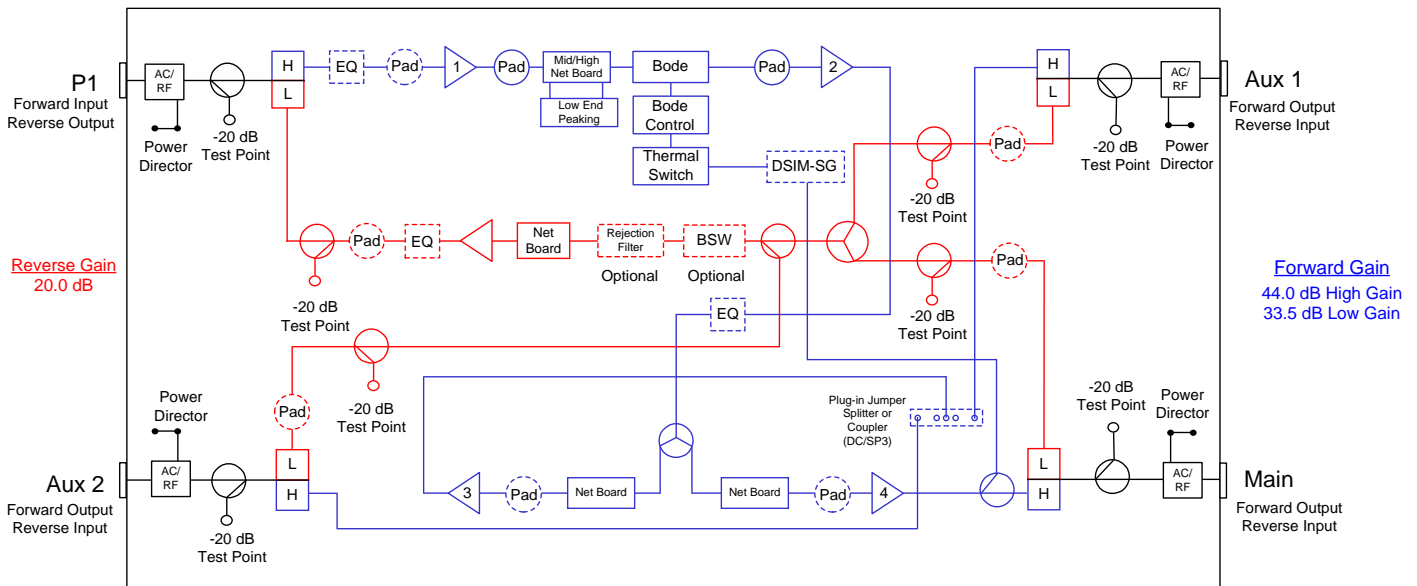 P1
Forward Input
Reverse Output
AC/
RF
Power
Director
-20 dB
Test Point
H
L
EQ
Pad
1
Pad
Mid/High
Net Board
Low End
Peaking
Bode
Bode
Control
Thermal
Switch
DSIM-SG
Pad
2
H
L
-20 dB
Test Point
AC/
RF
Power
Director
Aux 1
Forward Output
Reverse Input
Pad
-20 dB
Test Point
Reverse Gain
20.0 dB
-20 dB
Test Point
Pad
EQ
Net
Board
Rejection
Filter
Optional
BSW
Optional
Pad
-20 dB
Test Point
Forward Gain
44.0 dB High Gain
33.5 dB Low Gain
EQ
-20 dB
Test Point
Pad
Power
Director
Aux 2
Forward Output
Reverse Input
AC/
RF
-20 dB
Test Point
L
H
3
Pad
Net Board
Net Board
Pad
4
Plug-in Jumper
Splitter or
Coupler
(DC/SP3)
L
H
-20 dB
Test Point
Power
Director
AC/
RF
Main
Forward Output
Reverse Input